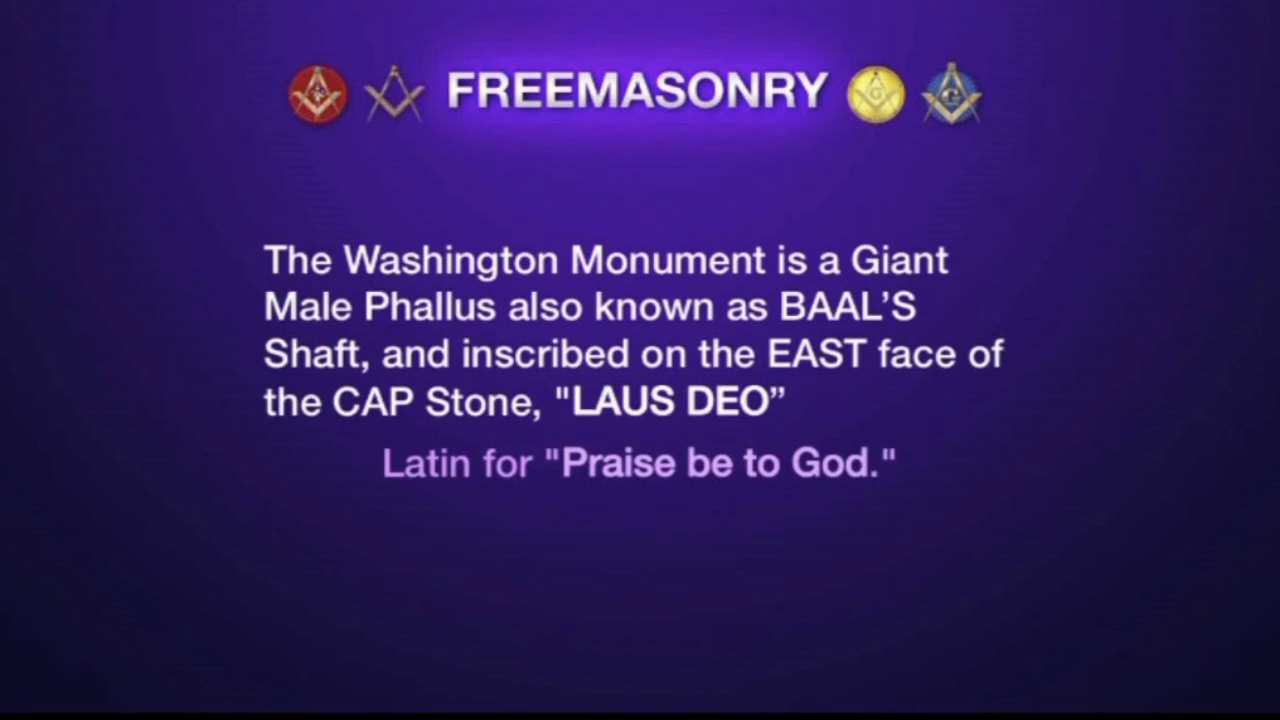 FREEMASONRY
The Washington Monument is a Giant
Male Phallus also known as BAAL’S
Shaft, and inscribed on the EAST face of
the CAP Stone, "LAUS DEO”
Latin for "Praise be to God."